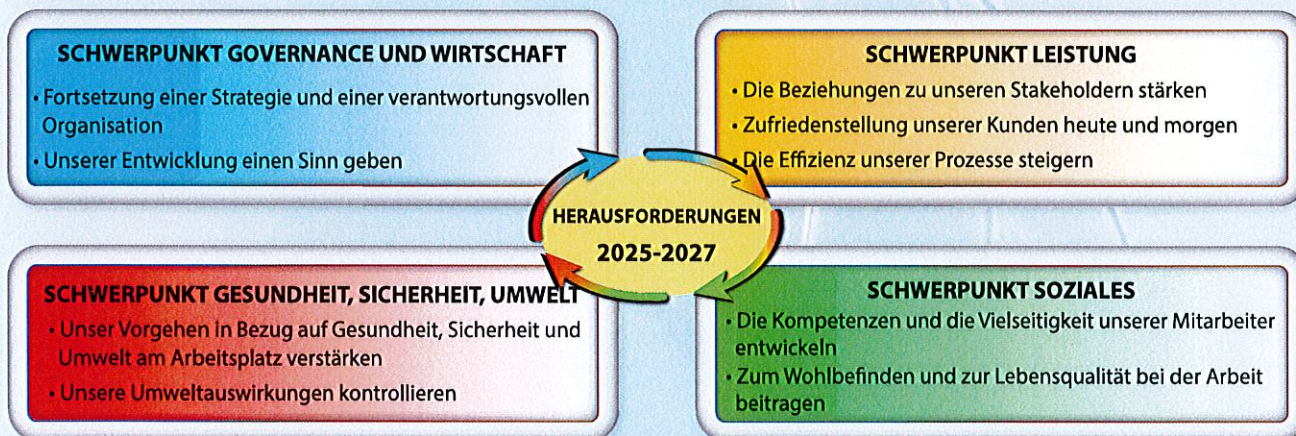 SCHWERPUNKT GOVERNANCE UND WIRTSCHAFT
• Fortsetzung einer Strategie und einer verantwortungsvollen
Organisation
• Unserer Entwicklung einen Sinn geben
SCHWERPUNKT LEISTUNG
• Die Beziehungen zu unseren Stakeholdern stärken
• Zufriedenstellung unserer Kunden heute und morgen
• Die Effizienz unserer Prozesse steigern
HERAUSFORDERUNGEN
2025-2027
SCHWERPUNKT GESUNDHEIT, SICHERHEIT, UMWELT
• Unser Vorgehen in Bezug auf Gesundheit, Sicherheit und
Umwelt am Arbeitsplatz verstärken
• Unsere Umweltauswirkungen kontrollieren
SCHWERPUNKT SOZIALES
• Die Kompetenzen und die Vielseitigkeit unserer Mitarbeiter
entwickeln
• Zum Wohlbefinden und zur Lebensqualität bei der Arbeit
beitragen